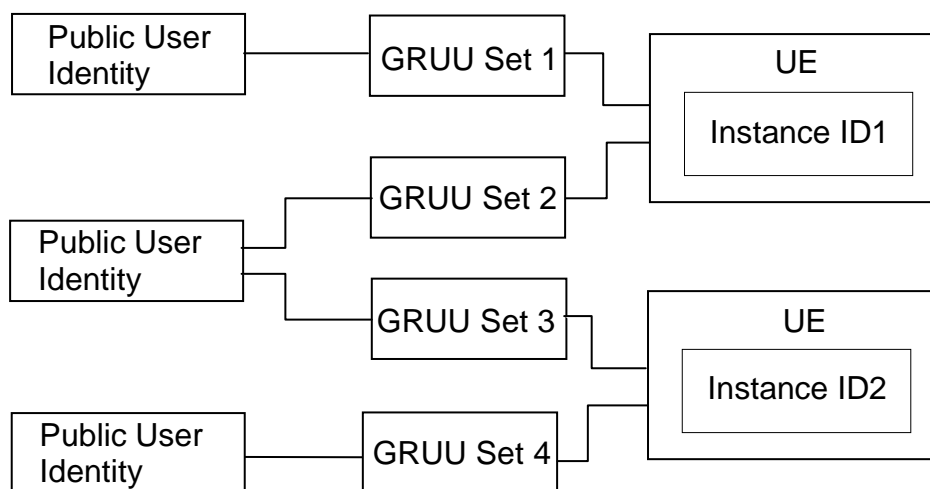 Public User
Identity
GRUU Set 1
UE
Instance ID1
GRUU Set 2
Public User
Identity
GRUU Set 3
UE
Instance ID2
Public User
Identity
GRUU Set 4